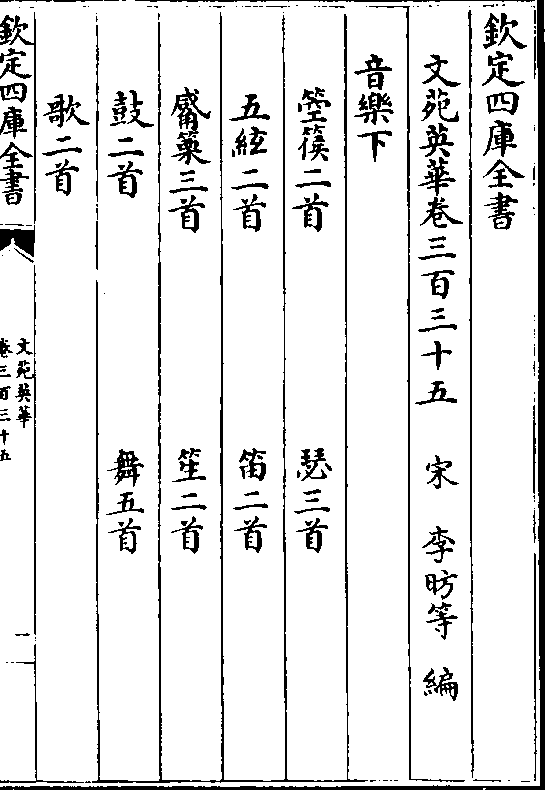 欽定四庫全書
文苑英華卷三百三十五　宋　李昉等　編
音樂下
箜篌二首　瑟三首
五絃二首　笛二首
觱篥三首　笙二首
鼓二首　舞五首
歌二首
欽定四庫全書
文苑英華
卷三百三十五
一